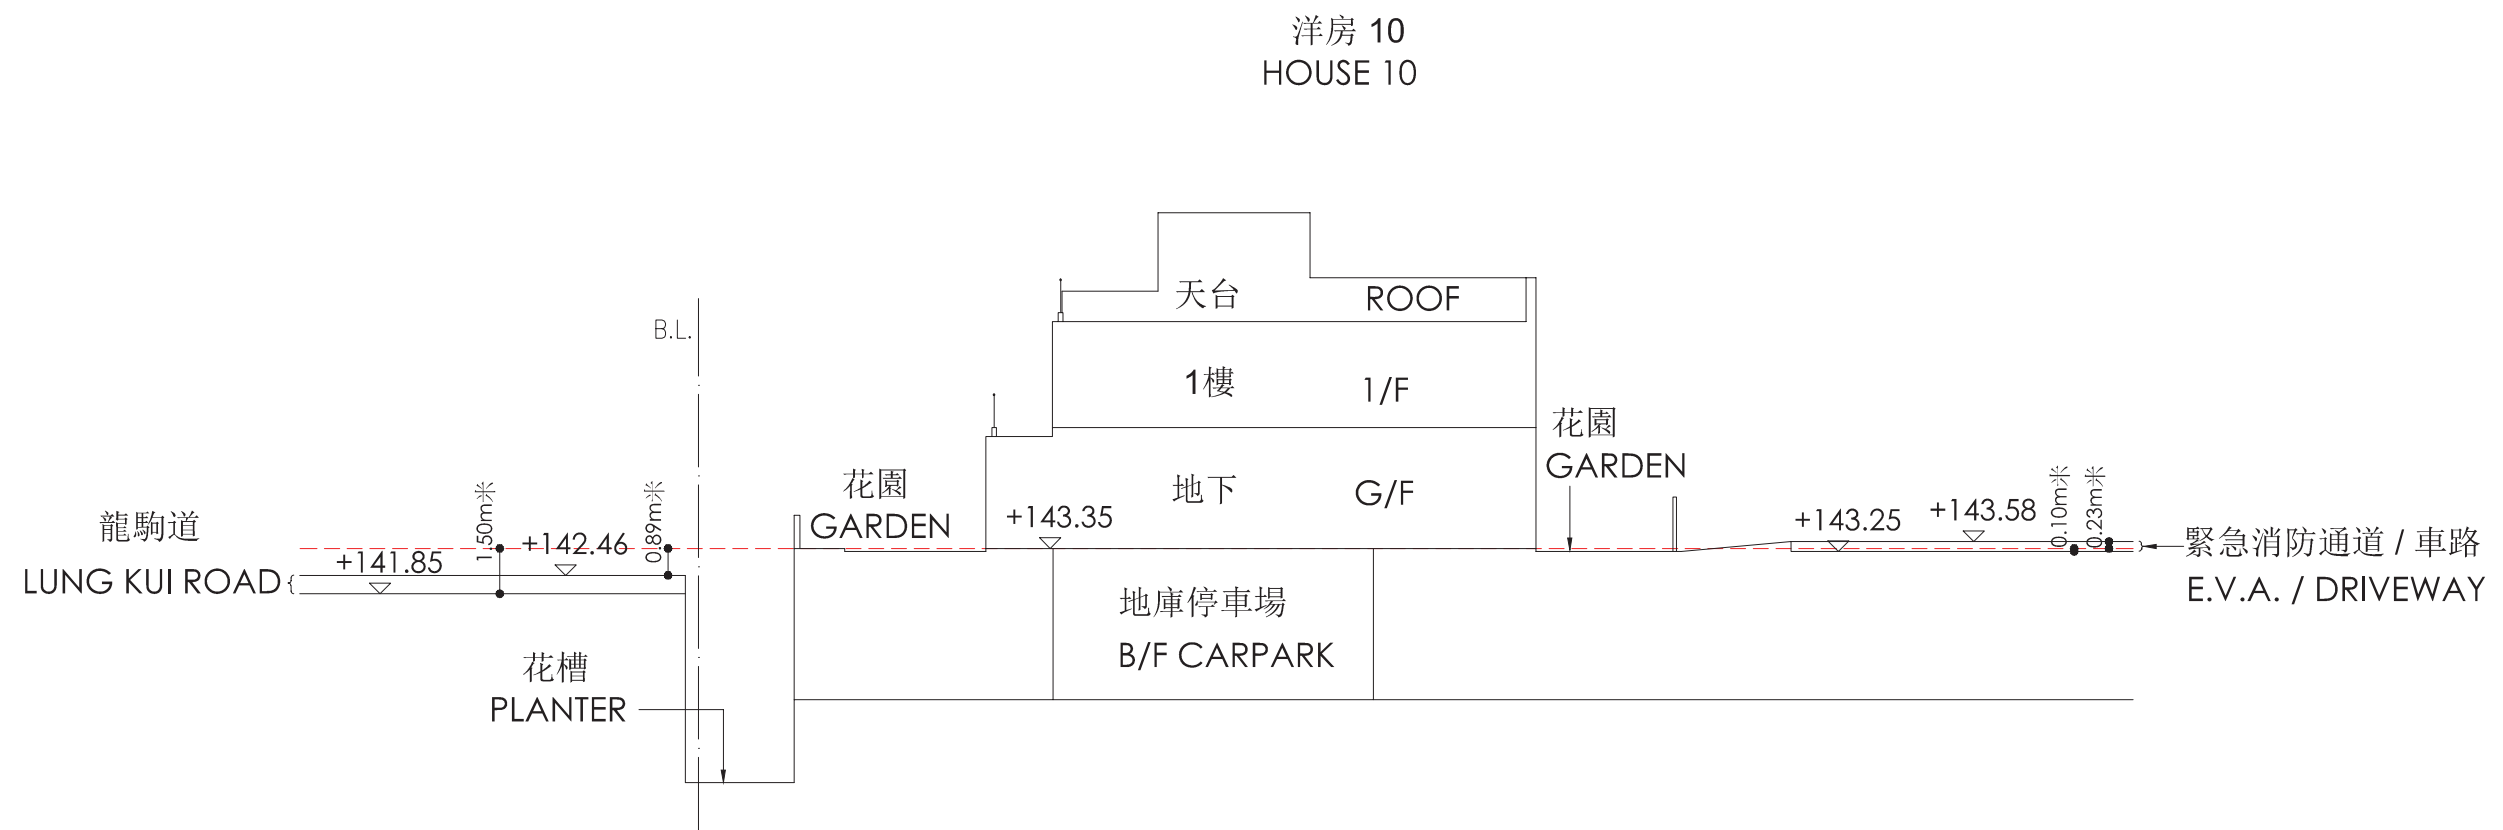 洋房 10
HOUSE 10
天台
ROOF
B.L.
1樓
1/F
花園
GARDEN
花園
GARDEN
地下
G/F
+143.35
龍駒道
LUNG KUI ROAD
+141.85
1.50m米
+142.46
0.89m米
+143.25
+143.58
0.10m米
0.23m米
緊急消防通道 / 車路
E.V.A. / DRIVEWAY
地庫停車場
B/F CARPARK
花槽
PLANTER